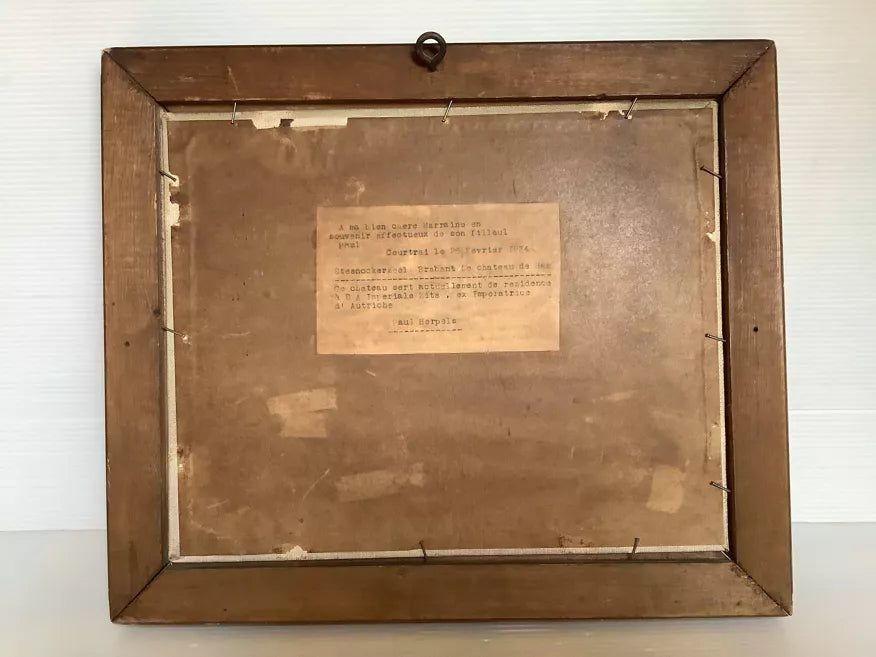 A ma bien chere Marraine en
souvenir affectueux de son filleul
Paul
Courtrai le 26 Fevrier 1934
Steenockerzeel Brabant Le chateau de Ham
Ce chateau sert actuellement de residence
à S A Imperiale Zita , ex Imperatrice
d' Autriche
Paul Herpels